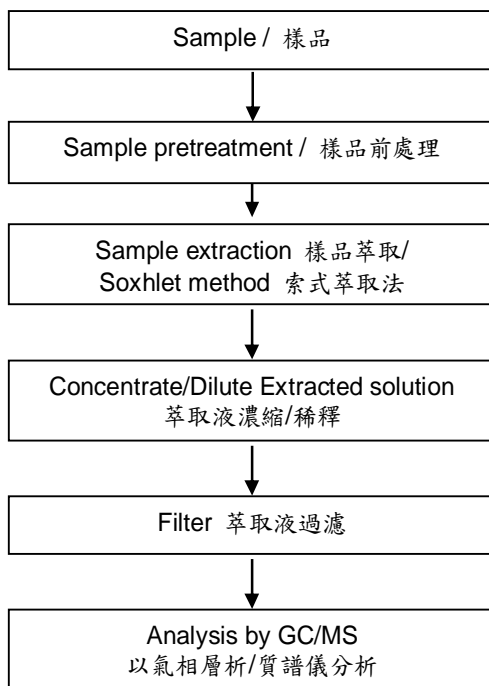 Sample / 樣品
Sample pretreatment / 樣品前處理
Sample extraction 樣品萃取/
Soxhlet method 索式萃取法
Concentrate/Dilute Extracted solution
萃取液濃縮/稀釋
Filter 萃取液過濾
Analysis by GC/MS
以氣相層析/質譜儀分析